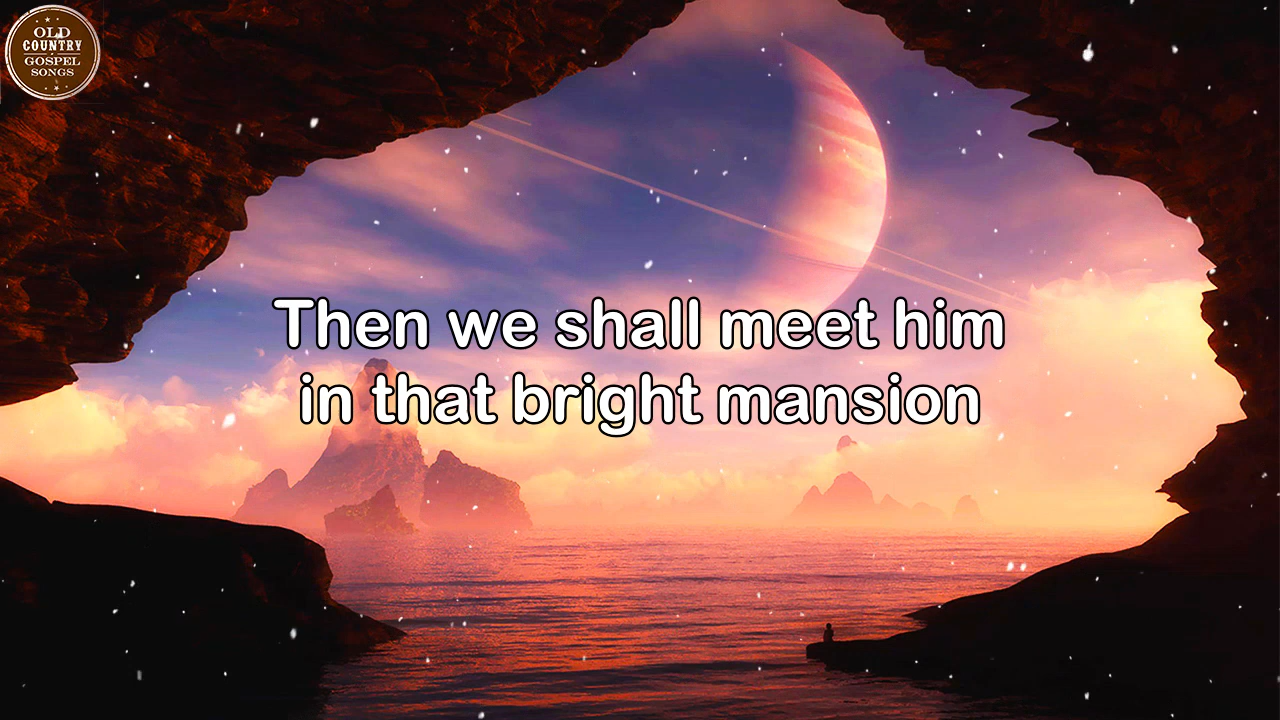 OLD
COUNTRY
GOSPEL
SONGS
Then we shall meet him
in that bright mansion